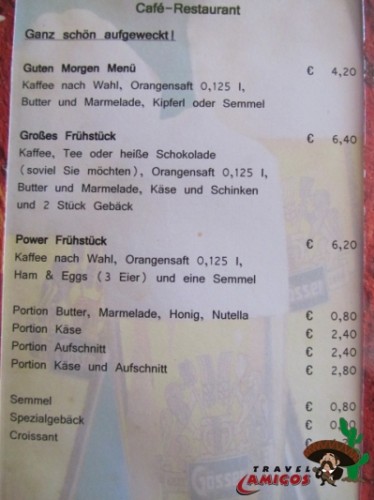 Café-Restaurant
Ganz schön aufgeweckt!
Guten Morgen Menü € 4,20
Kaffee nach Wahl, Orangensaft 0,125 l,
Butter und Marmelade, Kipferl oder Semmel
Großes Frühstück € 6,40
Kaffee, Tee oder heiße Schokolade
(soviel Sie möchten), Orangensaft 0,125 l,
Butter und Marmelade, Käse und Schinken
und 2 Stück Gebäck
Power Frühstück € 6,20
Kaffee nach Wahl, Orangensaft 0,125 l,
Ham & Eggs (3 Eier) und eine Semmel
Portion Butter, Marmelade, Honig, Nutella € 0,80
Portion Käse € 2,40
Portion Aufschnitt € 2,40
Portion Käse und Aufschnitt € 2,80
Semmel € 0,80
Spezialgebäck €
Croissant
Gösser
Gösser
TRAVEL
AMIGOS